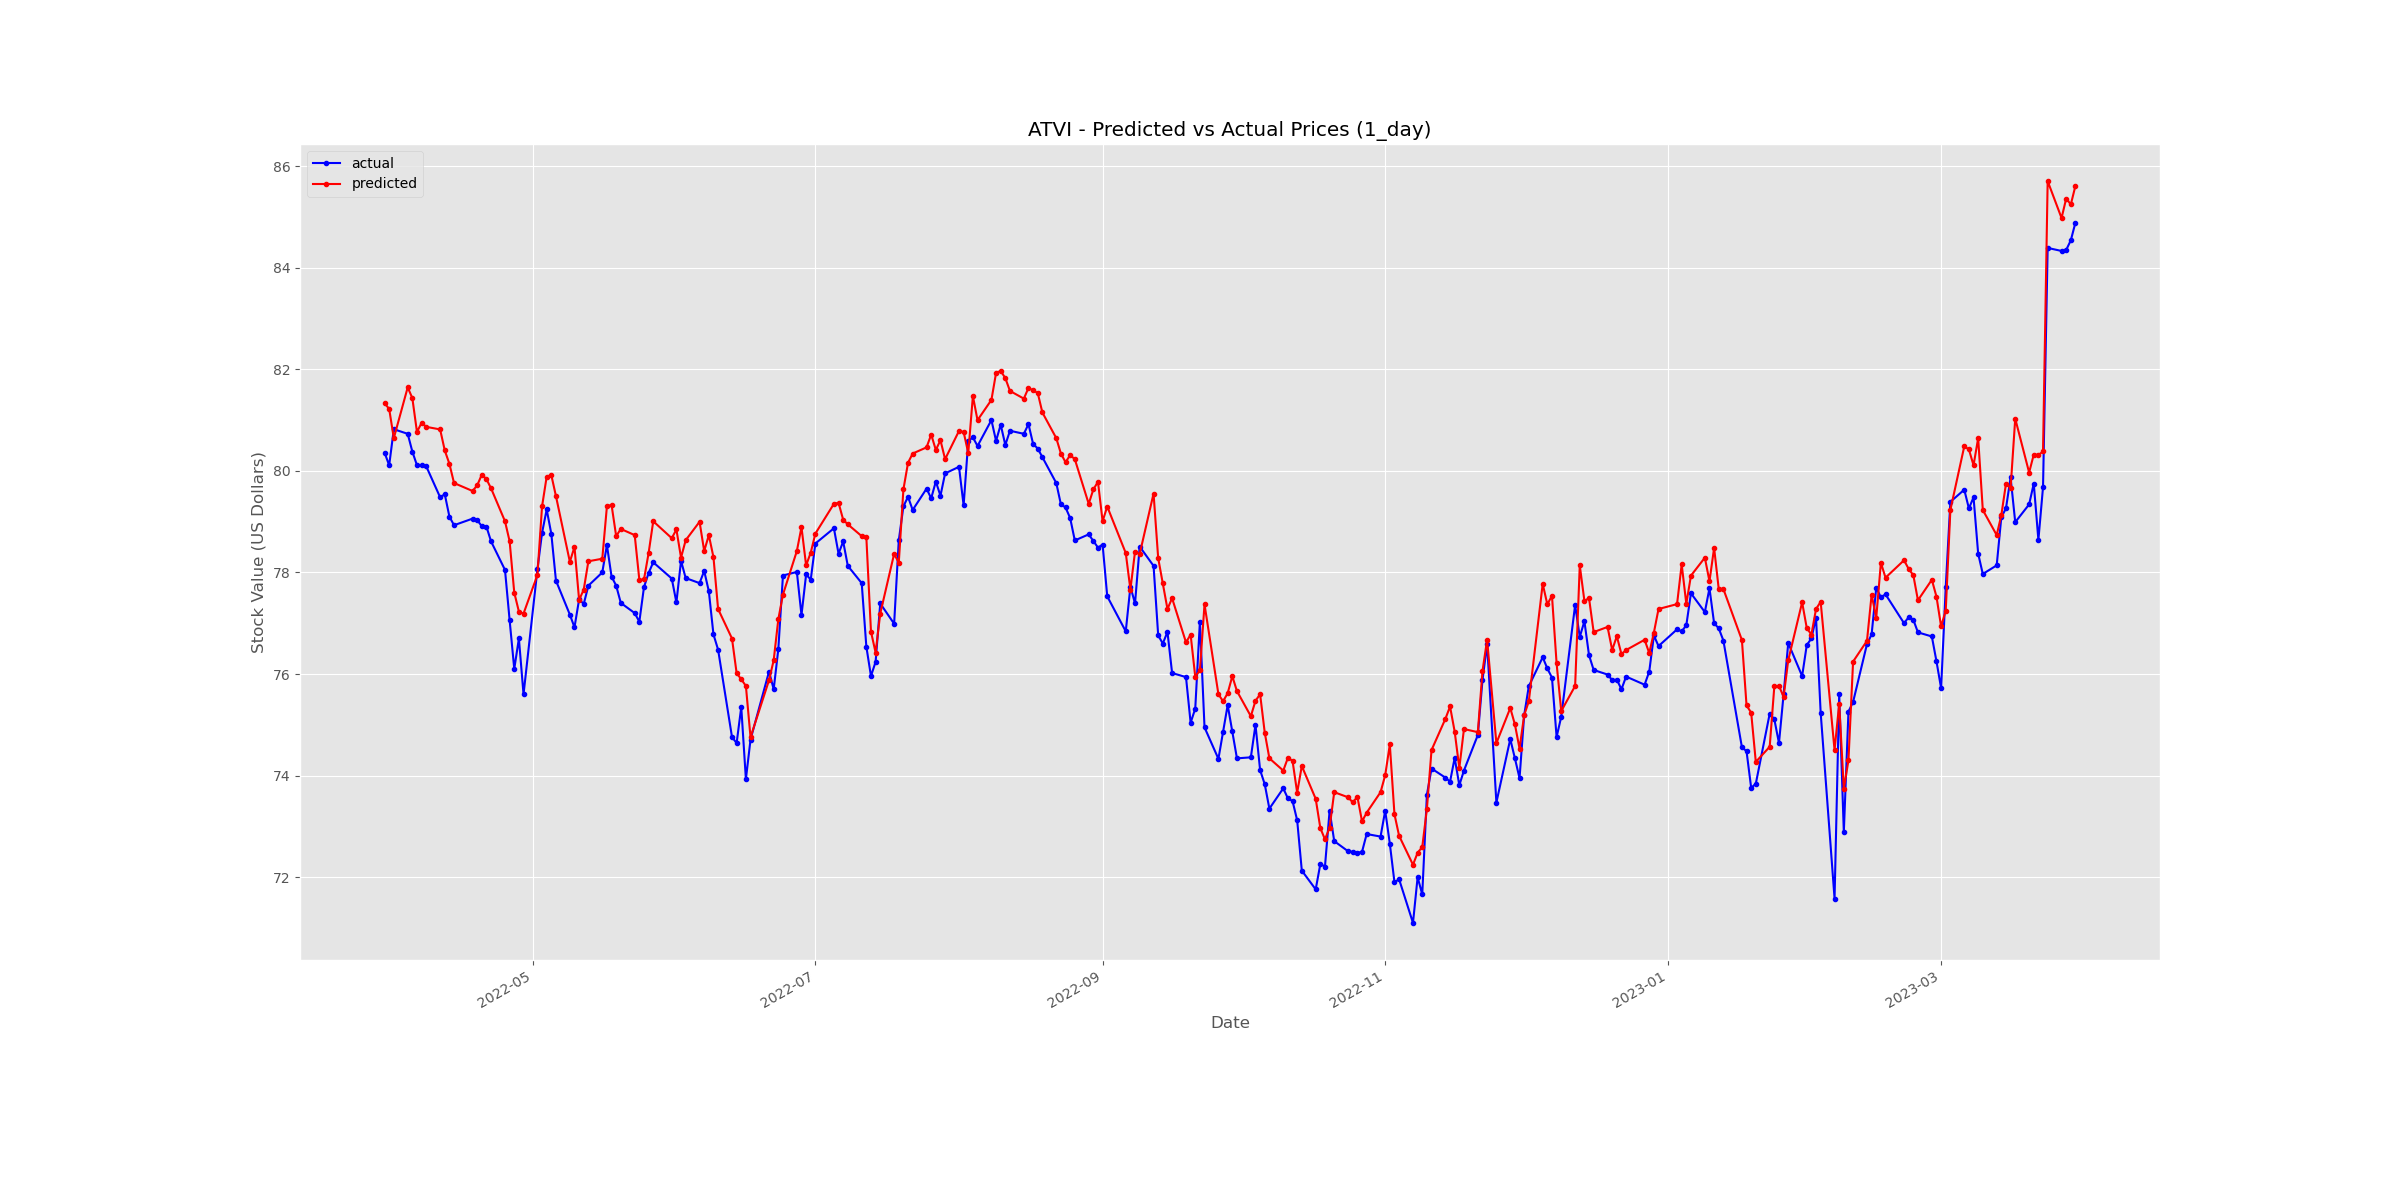 ATVI - Predicted vs Actual Prices (1_day)
actual
predicted
86
84
82
80
78
76
74
72
Stock Value (US Dollars)
2022-05
2022-07
2022-09
2022-11
2023-01
2023-03
Date